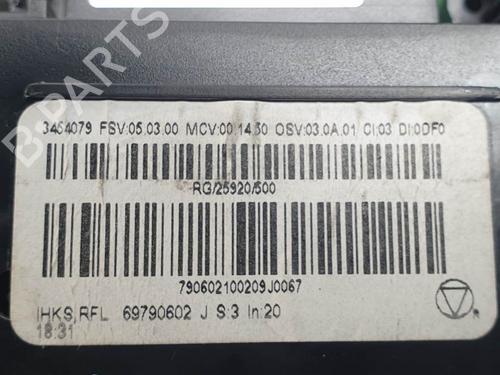 B-PARTS
3454079 FSV:05.03.00 MCV:00.14.30 OSV:03.0A.01 CI:03 DI:0DF0
RG/25920/500
790602100209J0067
IHKS,RFL 69790602 J S:3 In:20
18:31
R